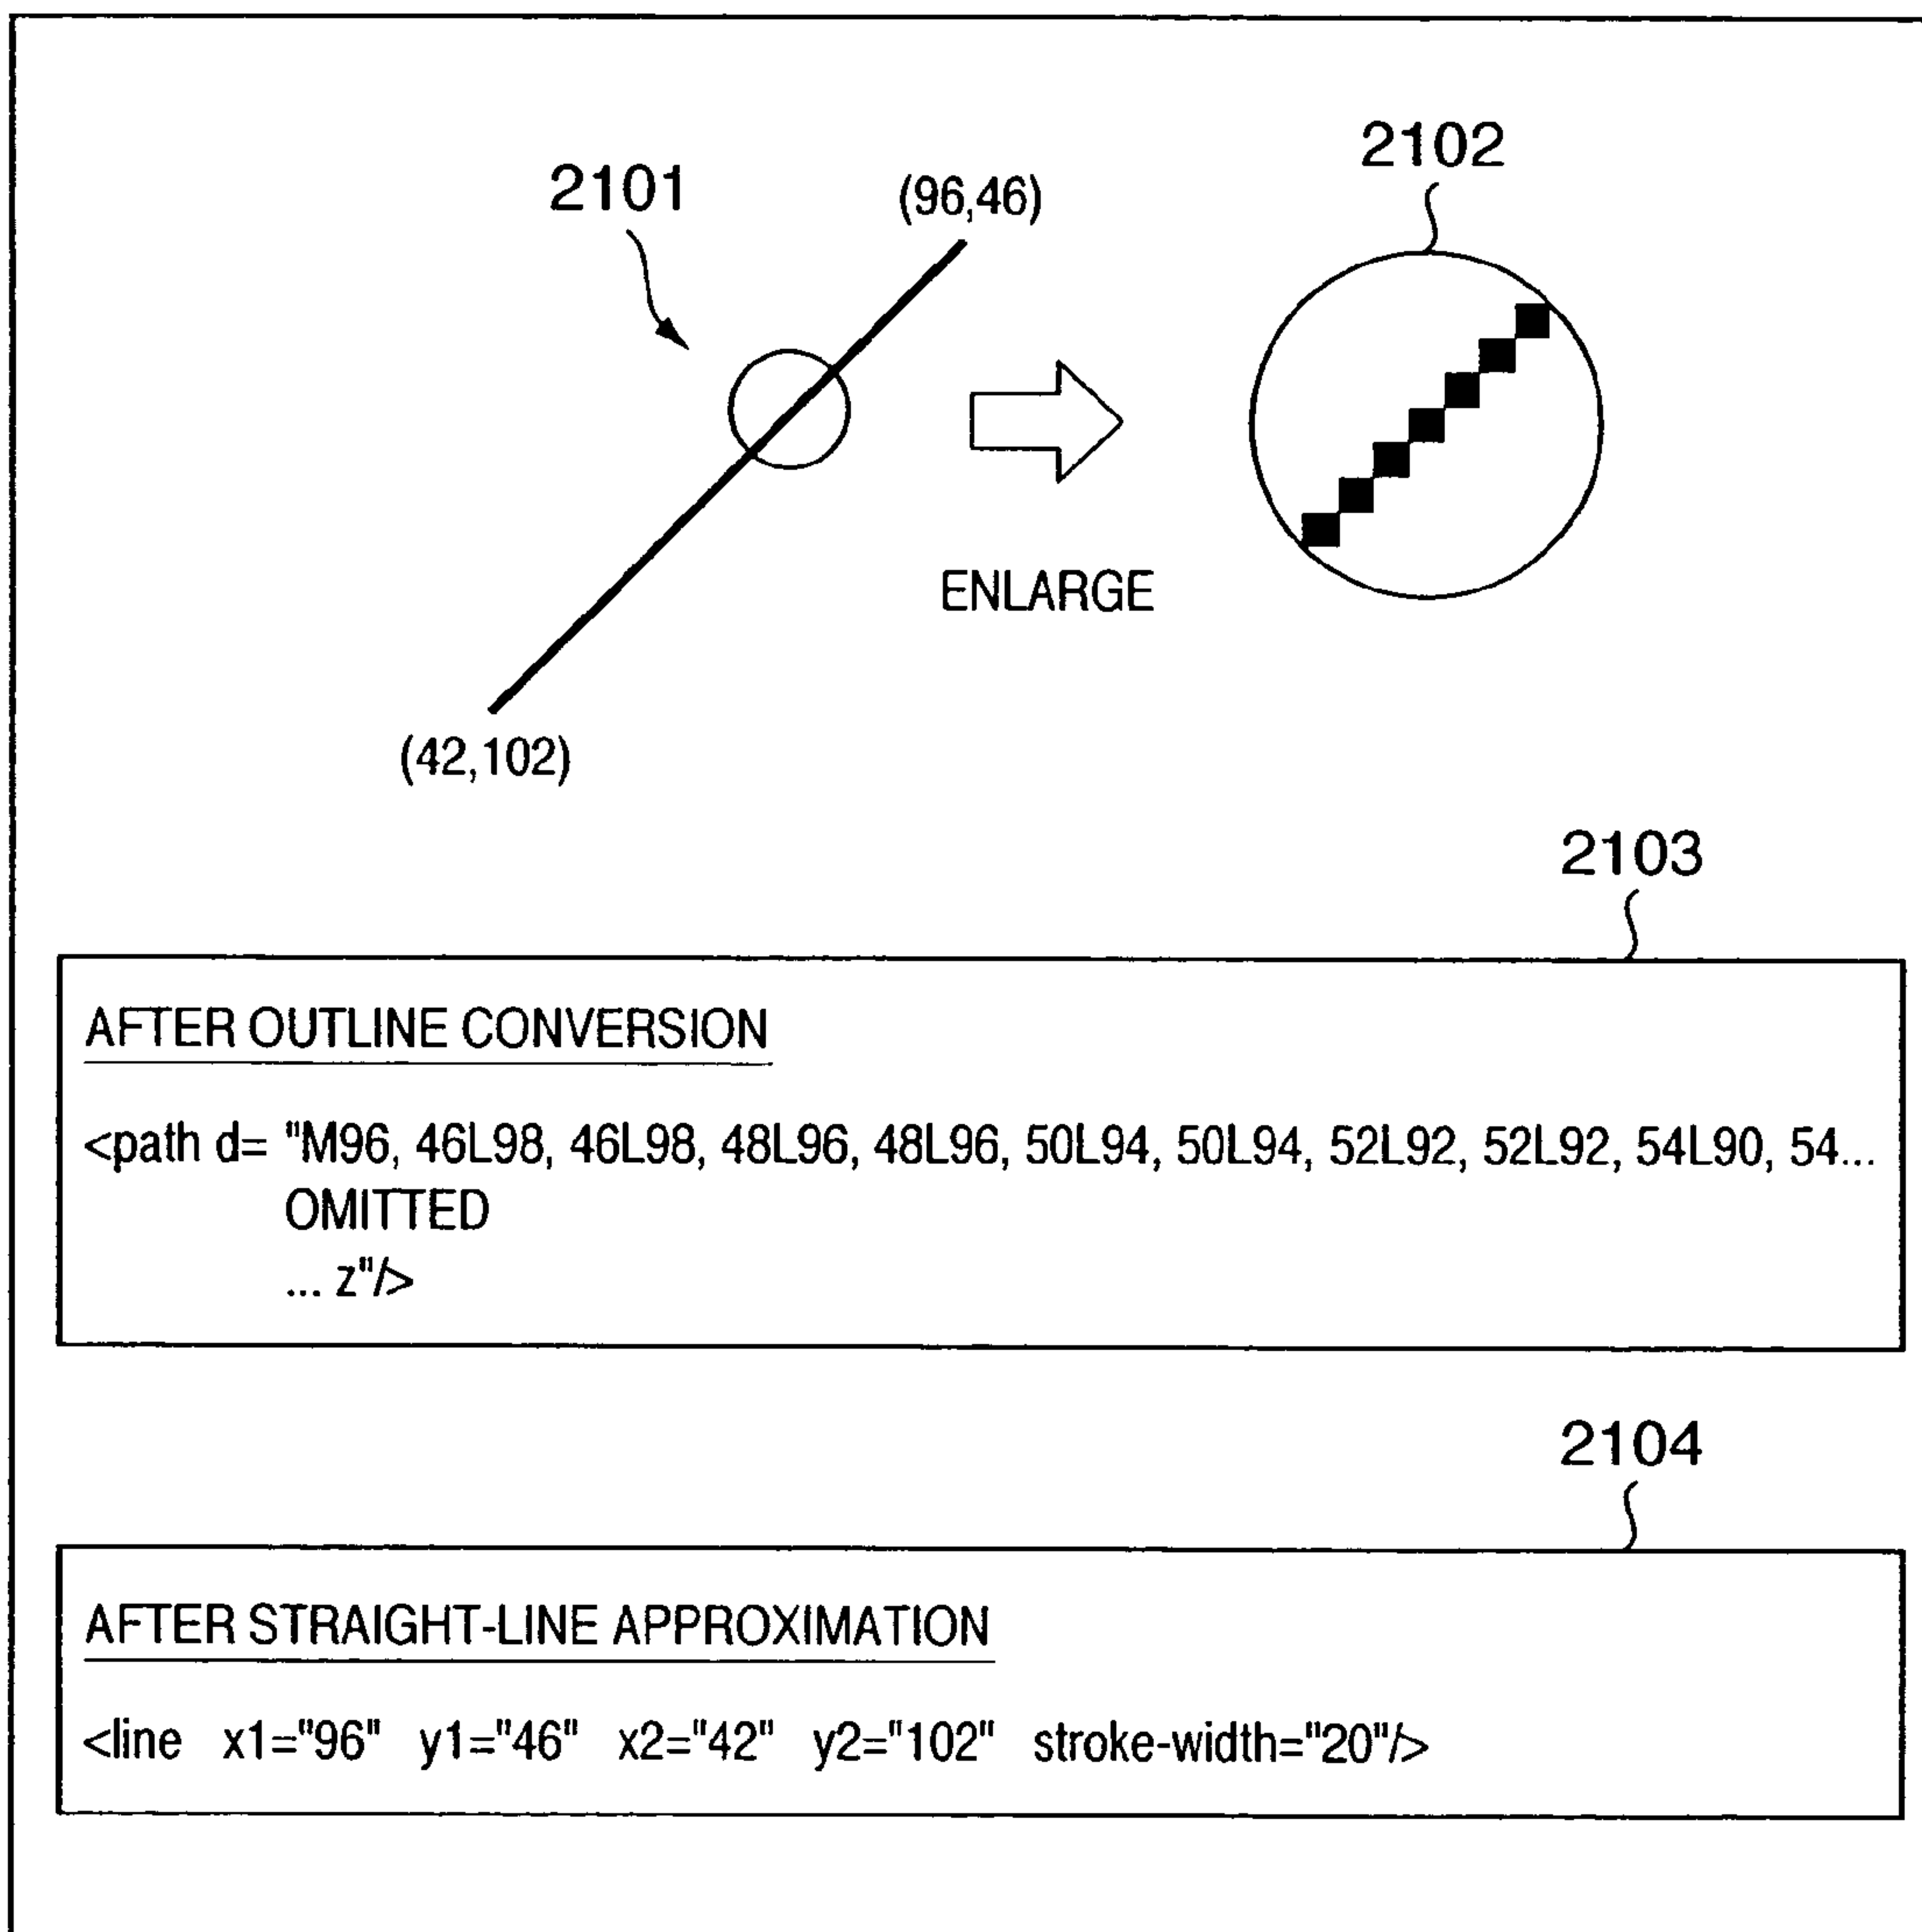 2102
2101
(96,46)
ENLARGE
(42,102)
2103
AFTER OUTLINE CONVERSION
<path d= "M96, 46L98, 46L98, 48L96, 48L96, 50L94, 50L94, 52L92, 52L92, 54L90, 54...
OMITTED
... z"/>
2104
AFTER STRAIGHT-LINE APPROXIMATION
<line x1="96" y1="46" x2="42" y2="102" stroke-width="20"/>